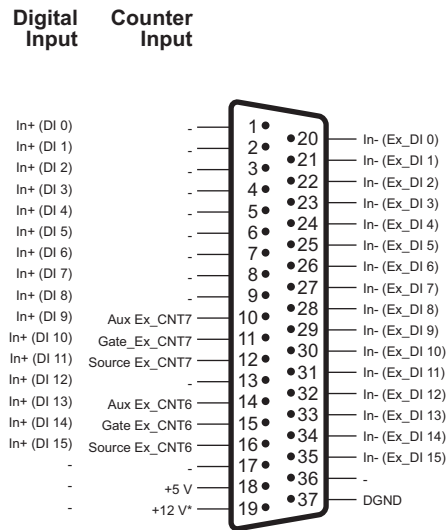 Digital Input Counter Input
In+ (DI 0) - 1 20 In- (Ex_DI 0)
In+ (DI 1) - 2 21 In- (Ex_DI 1)
In+ (DI 2) - 3 22 In- (Ex_DI 2)
In+ (DI 3) - 4 23 In- (Ex_DI 3)
In+ (DI 4) - 5 24 In- (Ex_DI 4)
In+ (DI 5) - 6 25 In- (Ex_DI 5)
In+ (DI 6) - 7 26 In- (Ex_DI 6)
In+ (DI 7) - 8 27 In- (Ex_DI 7)
In+ (DI 8) - 9 28 In- (Ex_DI 8)
In+ (DI 9) Aux Ex_CNT7 10 29 In- (Ex_DI 9)
In+ (DI 10) Gate_Ex_CNT7 11 30 In- (Ex_DI 10)
In+ (DI 11) Source Ex_CNT7 12 31 In- (Ex_DI 11)
In+ (DI 12) - 13 32 In- (Ex_DI 12)
In+ (DI 13) Aux Ex_CNT6 14 33 In- (Ex_DI 13)
In+ (DI 14) Gate Ex_CNT6 15 34 In- (Ex_DI 14)
In+ (DI 15) Source Ex_CNT6 16 35 In- (Ex_DI 15)
- - 17 36 -
- +5 V 18 37 DGND
- +12 V* 19